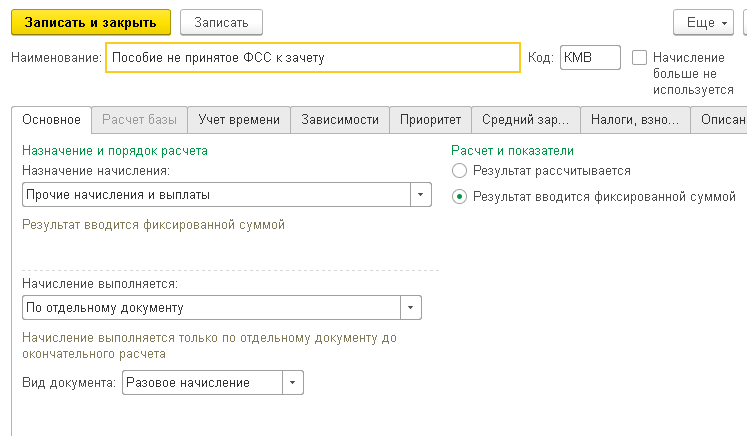 Записать и закрыть Записать Еще
Наименование: Пособие не принятое ФСС к зачету Код: КМВ Начисление
больше не
используется
Основное Расчет базы Учет времени Зависимости Приоритет Средний зар... Налоги, взно... Описан
Назначение и порядок расчета
Назначение начисления:
Прочие начисления и выплаты
Результат вводится фиксированной суммой
Начисление выполняется:
По отдельному документу
Начисление выполняется только по отдельному документу до
окончательного расчета
Вид документа: Разовое начисление
Расчет и показатели
Результат рассчитывается
Результат вводится фиксированной суммой